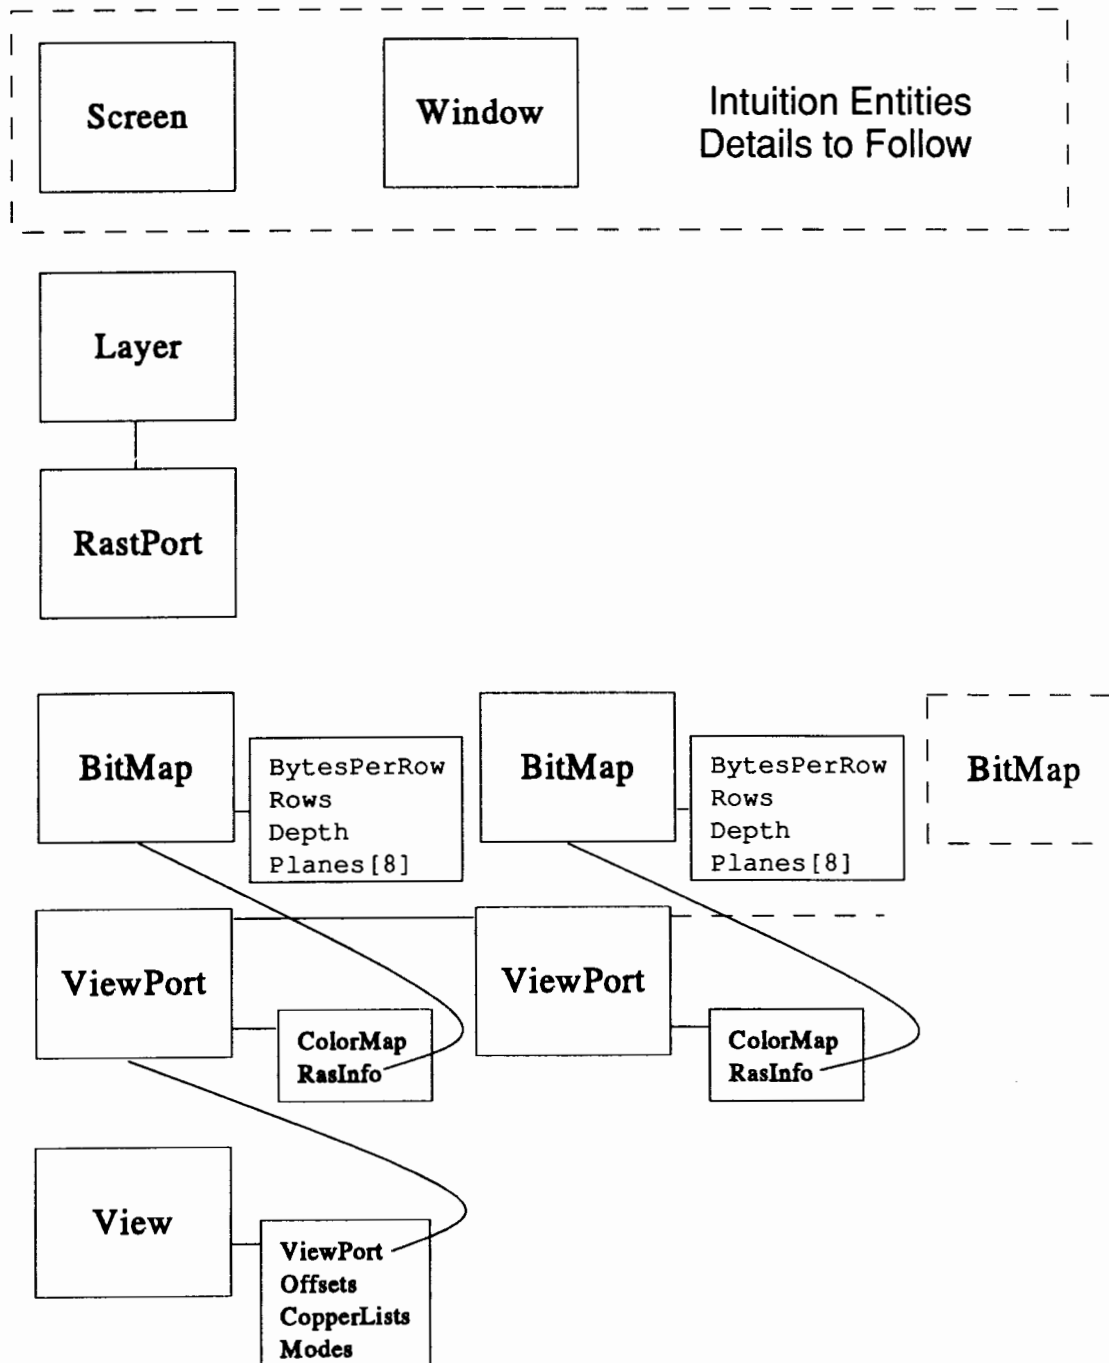 Screen
Window
Intuition Entities
Details to Follow
Layer
RastPort
BitMap
BytesPerRow
Rows
Depth
Planes[8]
BitMap
BytesPerRow
Rows
Depth
Planes[8]
BitMap
ViewPort
ColorMap
RasInfo
ViewPort
ColorMap
RasInfo
View
ViewPort
Offsets
CopperLists
Modes